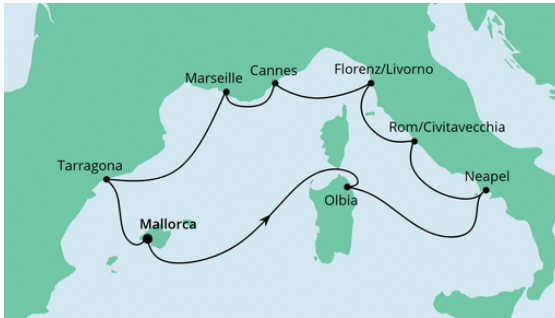 Cannes
Marseille
Florenz/Livorno
Rom/Civitavecchia
Tarragona
Neapel
Olbia
Mallorca